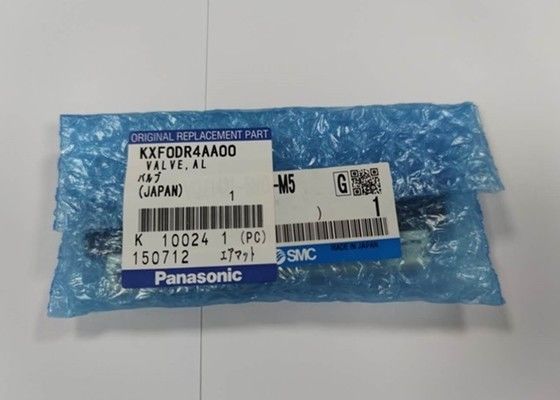 ORIGINAL REPLACEMENT PART
KXF0DR4AA00
VALVE,AL
バルブ
(JAPAN) 1
K 10024 1 (PC)
150712 エアマット
Panasonic
-M5
G
) 1
SMC
MADE IN JAPAN